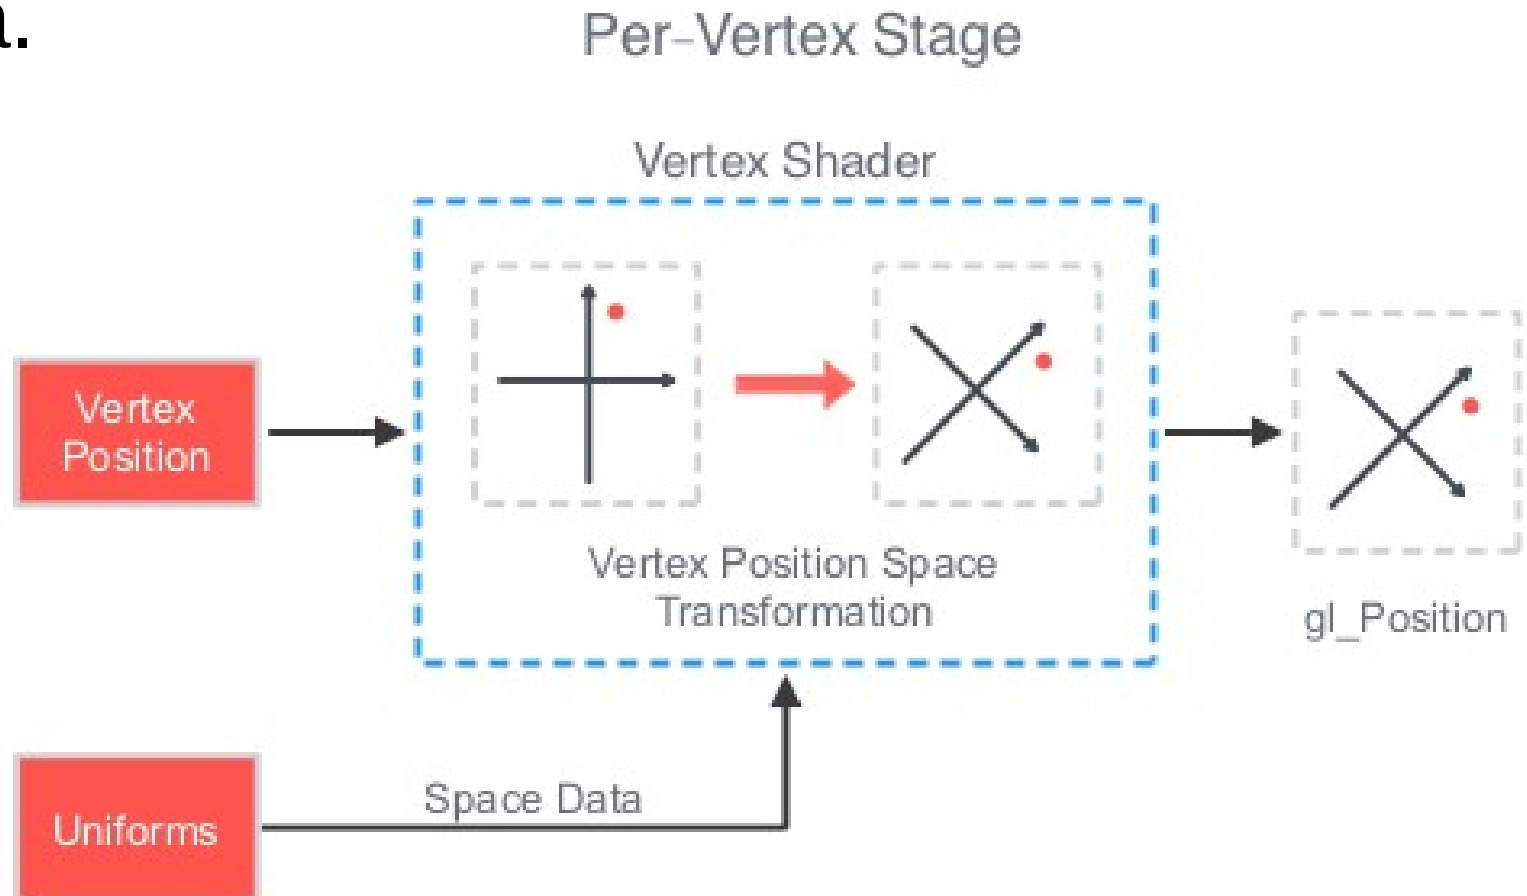 a.
Per-Vertex Stage
Vertex Shader
Vertex
Position
Vertex Position Space
Transformation
gl_Position
Space Data
Uniforms